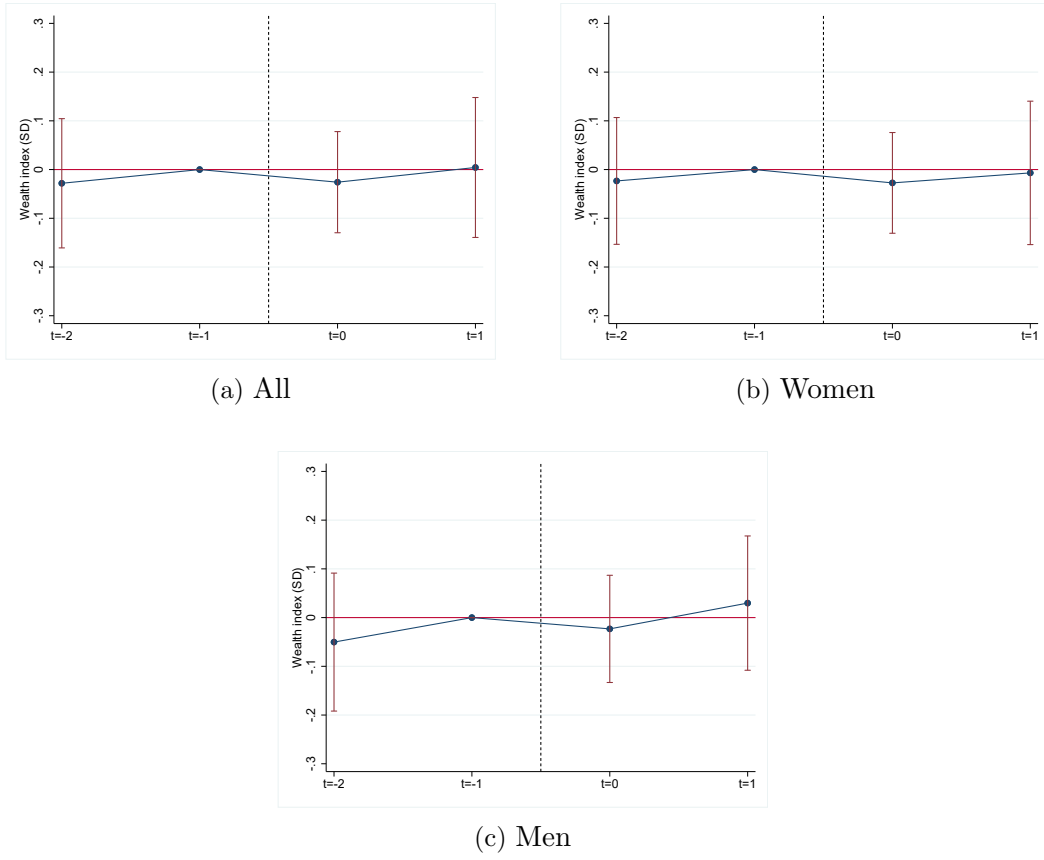 .3
.2
.1
0
-.1
-.2
-.3
Wealth index (SD)
t=-2 t=-1 t=0 t=1
(a) All
.3
.2
.1
0
-.1
-.2
-.3
Wealth index (SD)
t=-2 t=-1 t=0 t=1
(b) Women
.3
.2
.1
0
-.1
-.2
-.3
Wealth index (SD)
t=-2 t=-1 t=0 t=1
(c) Men